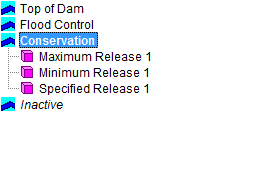 Top of Dam
Flood Control
Conservation
Maximum Release 1
Minimum Release 1
Specified Release 1
Inactive